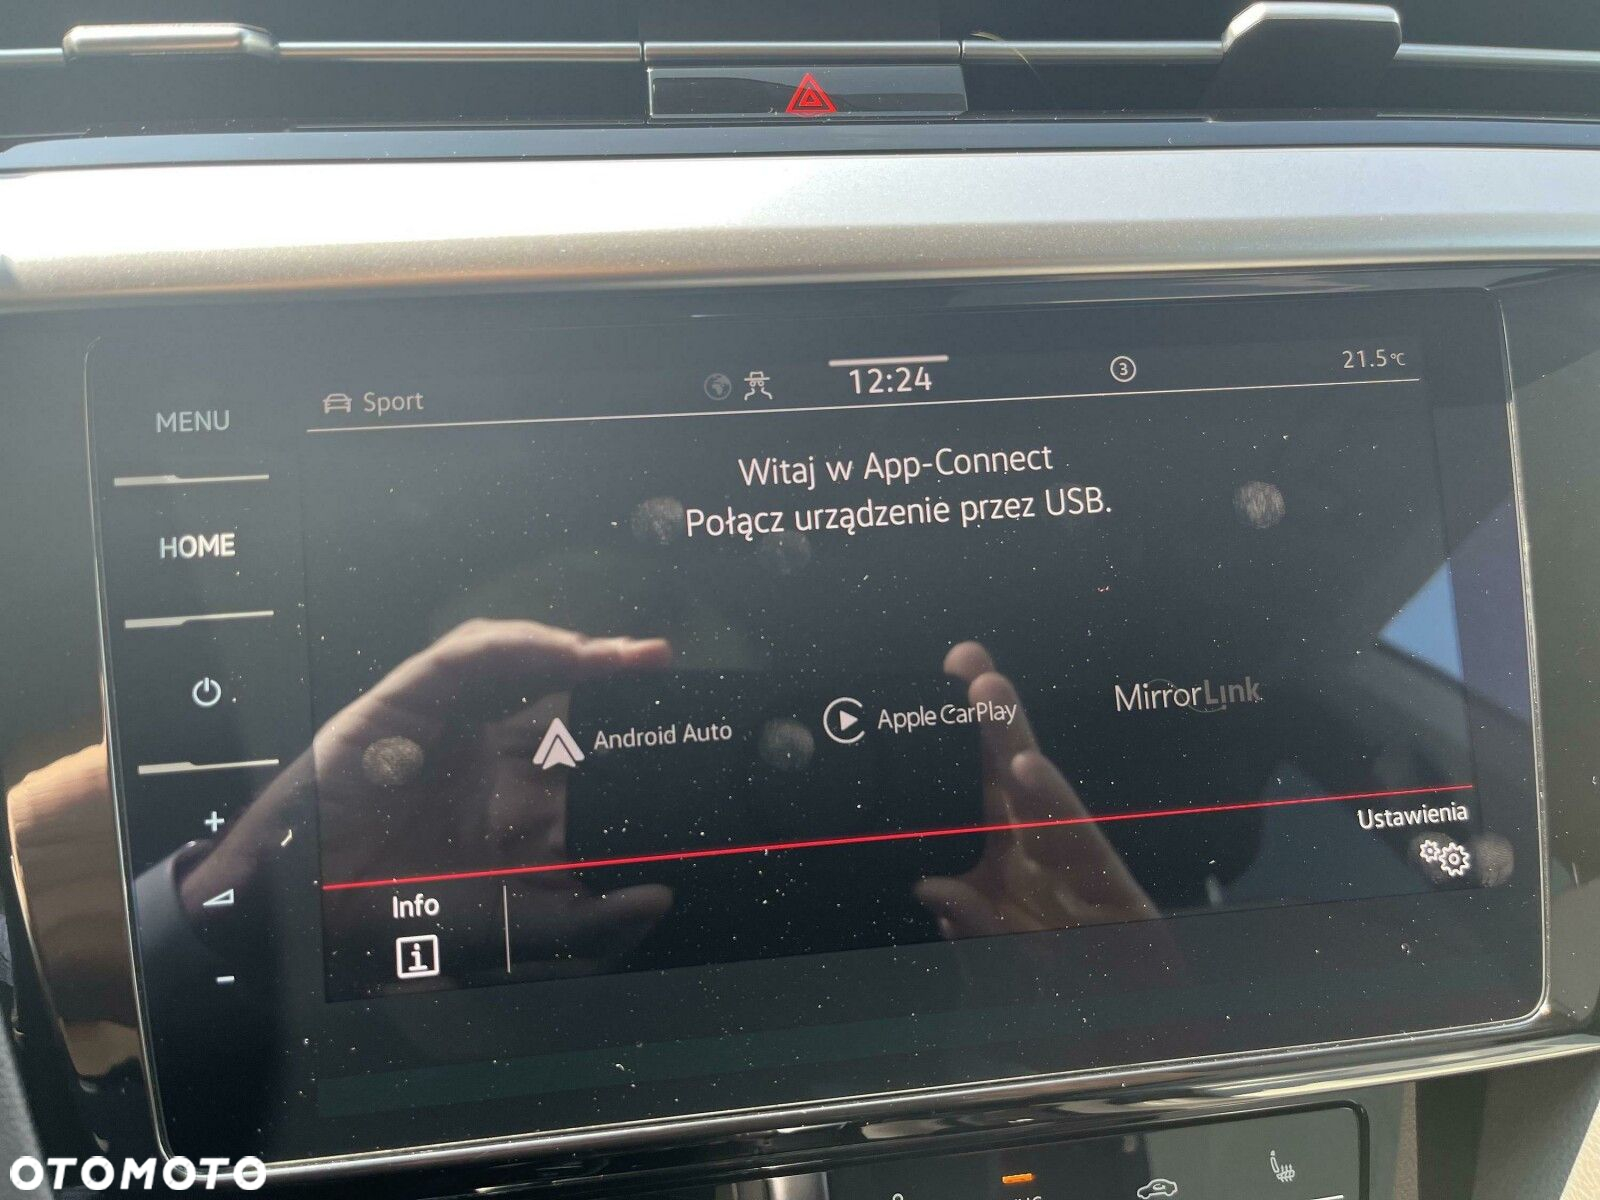 MENU
Sport
12:24
3
21.5°C
HOME
Witaj w App-Connect
Połącz urządzenie przez USB.
Android Auto
Apple CarPlay
MirrorLink
Ustawienia
Info
i
OTOMOTO